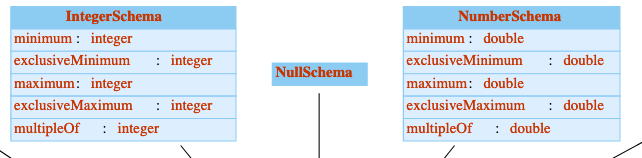 IntegerSchema
minimum : integer
exclusiveMinimum : integer
maximum : integer
exclusiveMaximum : integer
multipleOf : integer
NullSchema
NumberSchema
minimum : double
exclusiveMinimum : double
maximum : double
exclusiveMaximum : double
multipleOf : double